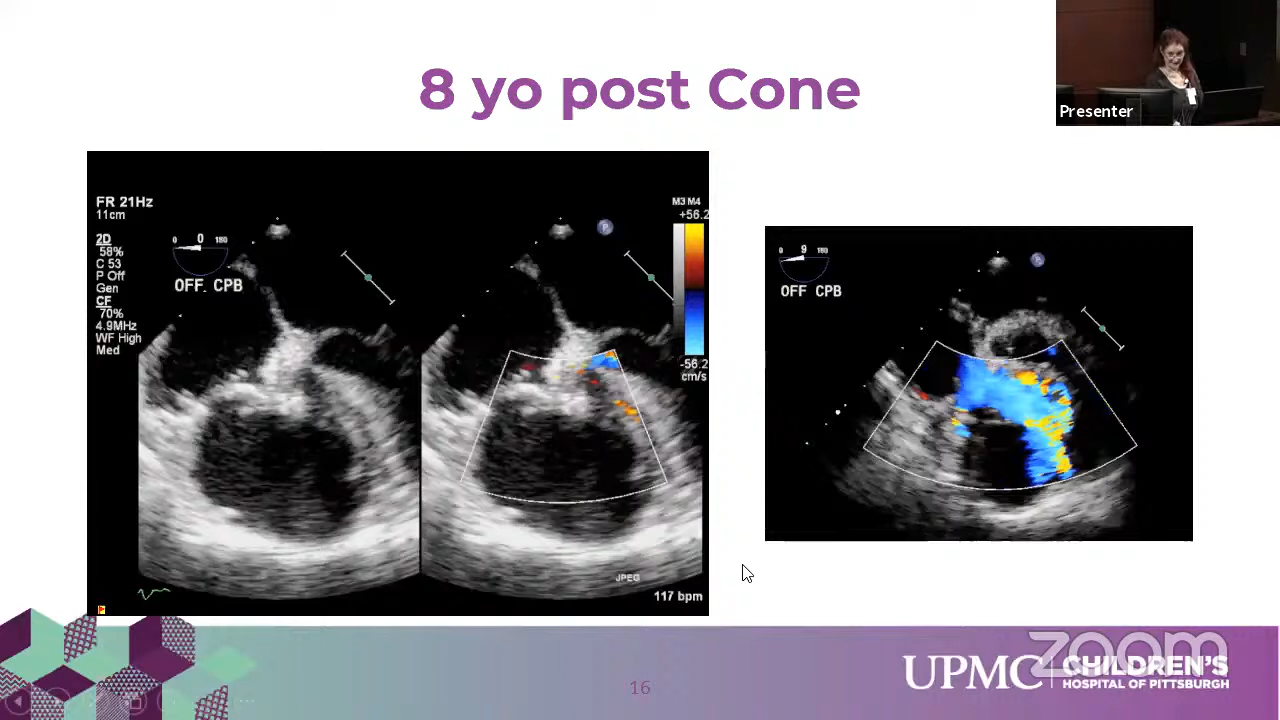 8 yo post Cone
Presenter
FR 21Hz
11cm
2D
58%
C 53
P Off
Gen
CF
70%
4.9MHz
WF High
Med
0 0 180
OFF CPB
P
M3 M4
+56.2
-56.2
cm/s
JPEG
117 bpm
0 9 180
OFF CPB
zoom
UPMC CHILDREN'S
HOSPITAL OF PITTSBURGH
16